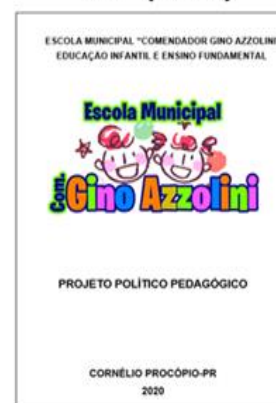 ESCOLA MUNICIPAL "COMENDADOR GINO AZZOLINI
EDUCAÇÃO INFANTIL E ENSINO FUNDAMENTAL
Escola Municipal
Com. Gino Azzolini
PROJETO POLÍTICO PEDAGÓGICO
CORNÉLIO PROCÓPIO-PR
2020